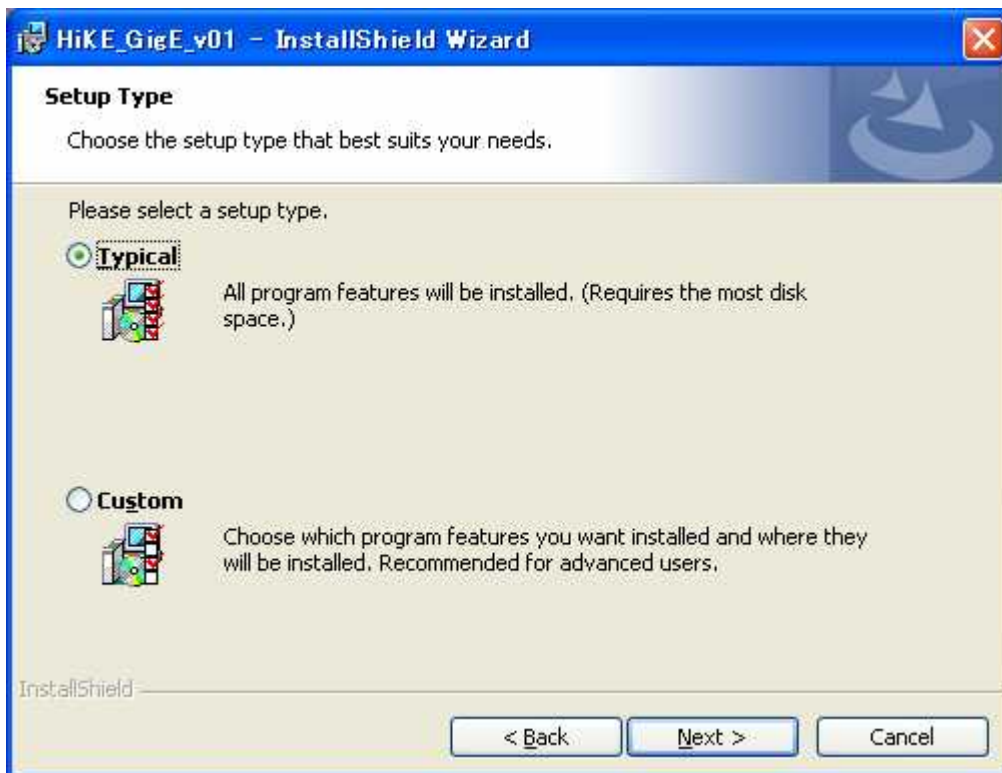 HiKE_GigE_v01 - InstallShield Wizard
Setup Type
Choose the setup type that best suits your needs.
Please select a setup type.
Typical
All program features will be installed. (Requires the most disk
space.)
Custom
Choose which program features you want installed and where they
will be installed. Recommended for advanced users.
InstallShield
< Back
Next >
Cancel